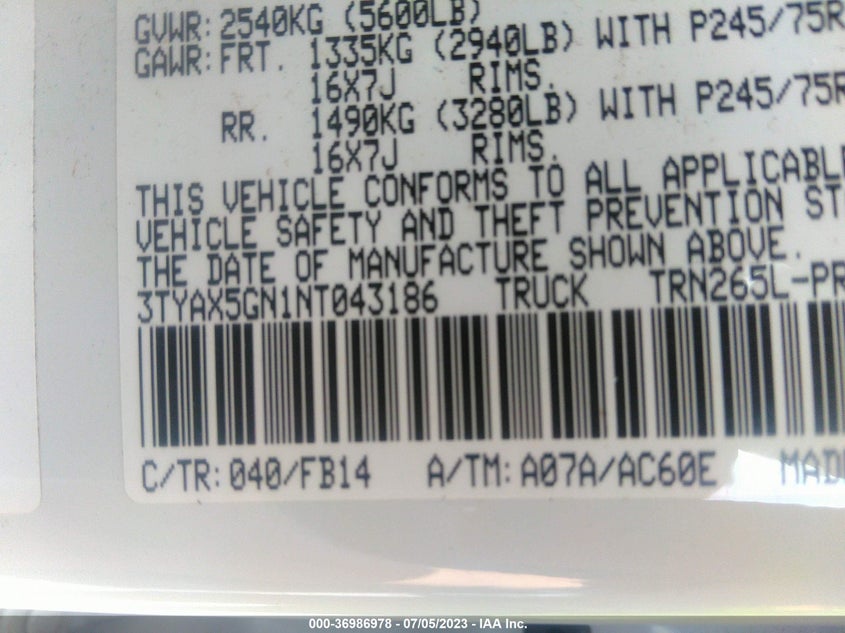 GVWR: 2540KG (5600LB)
GAWR: FRT. 1335KG (2940LB) WITH P245/75R
16X7J RIMS.
RR. 1490KG (3280LB) WITH P245/75R
16X7J RIMS.
THIS VEHICLE CONFORMS TO ALL APPLICABLE
VEHICLE SAFETY AND THEFT PREVENTION ST
THE DATE OF MANUFACTURE SHOWN ABOVE.
3TYAX5GN1NT043186 TRUCK TRN265L-PR
C/TR: 040/FB14 A/TM: A07A/AC60E MADE
000-36986978 - 07/05/2023 - IAA Inc.